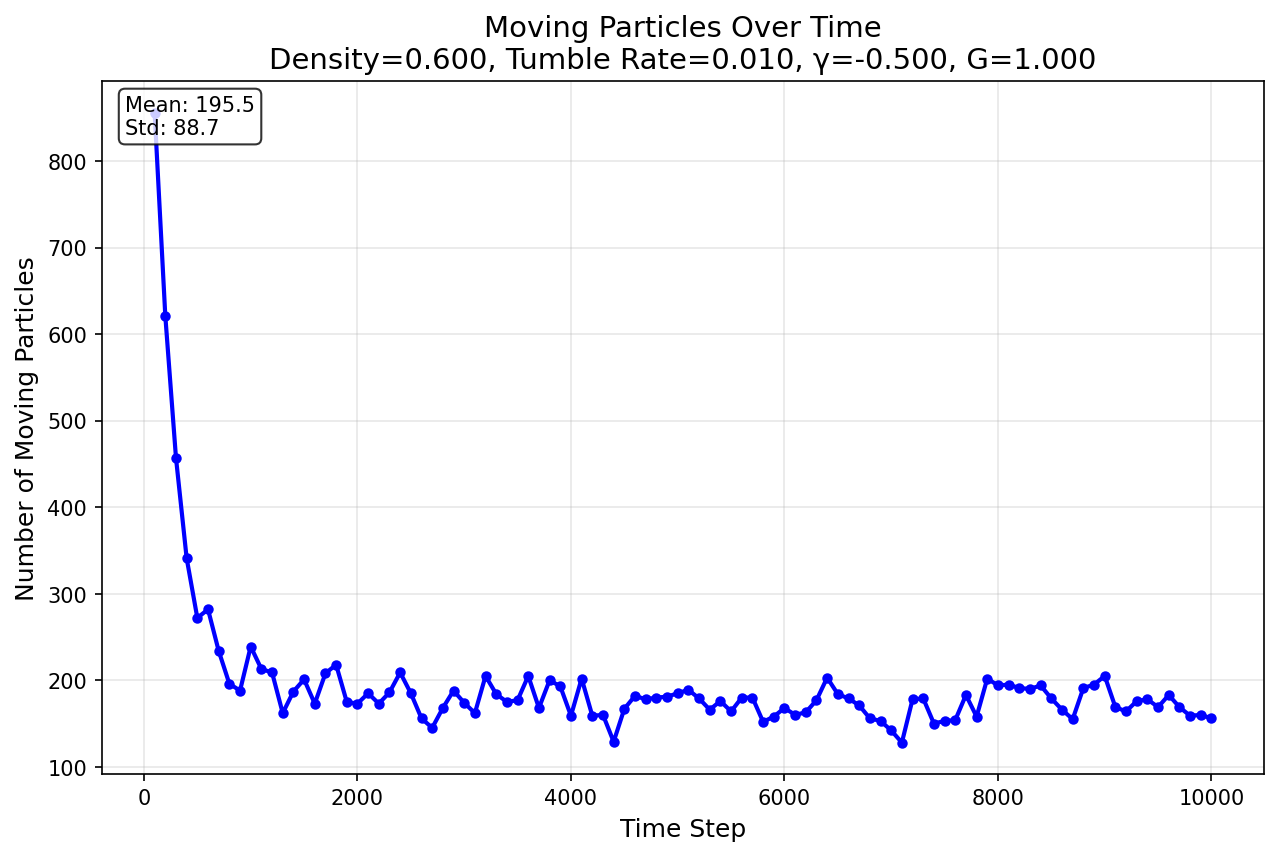 Moving Particles Over Time
Density=0.600, Tumble Rate=0.010, γ=-0.500, G=1.000
Mean: 195.5
Std: 88.7
Number of Moving Particles
800
700
600
500
400
300
200
100
0 2000 4000 6000 8000 10000
Time Step